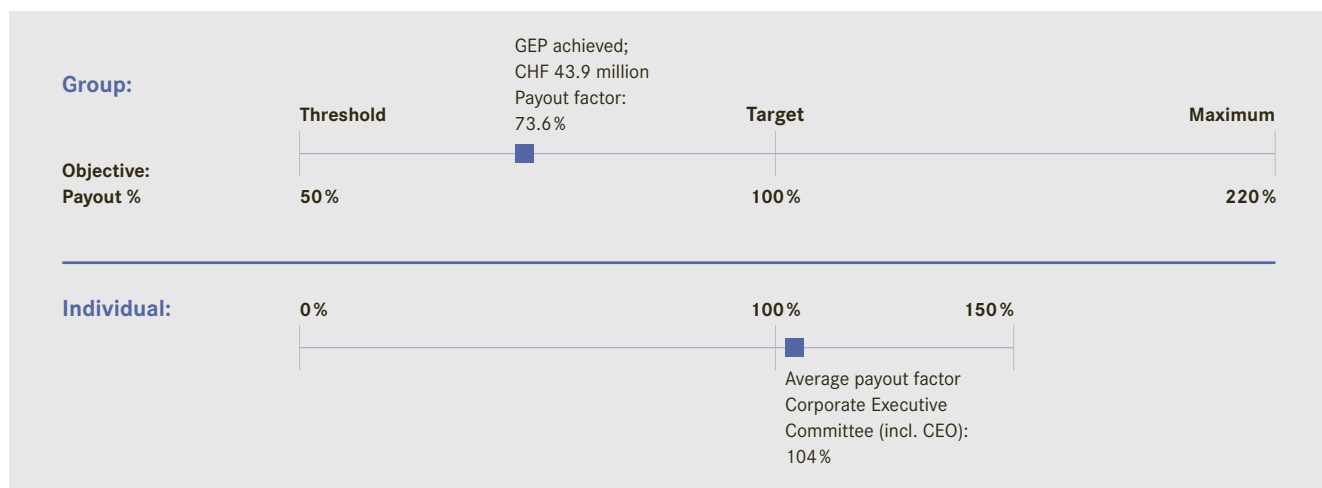 GEP achieved;
CHF 43.9 million
Payout factor:
73.6%
Group:
Threshold
Target
Maximum
Objective:
Payout %
50%
100%
220%
Individual:
0%
100%
150%
Average payout factor
Corporate Executive
Committee (incl. CEO):
104%